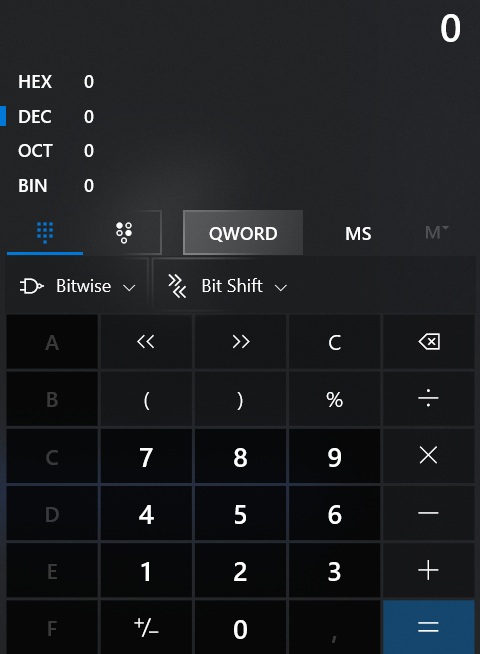 0
HEX 0
DEC 0
OCT 0
BIN 0
QWORD MS M˅
Bitwise Bit Shift
A << >> C
B ( ) % ÷
C 7 8 9 ×
D 4 5 6 −
E 1 2 3 +
F +/− 0 , =